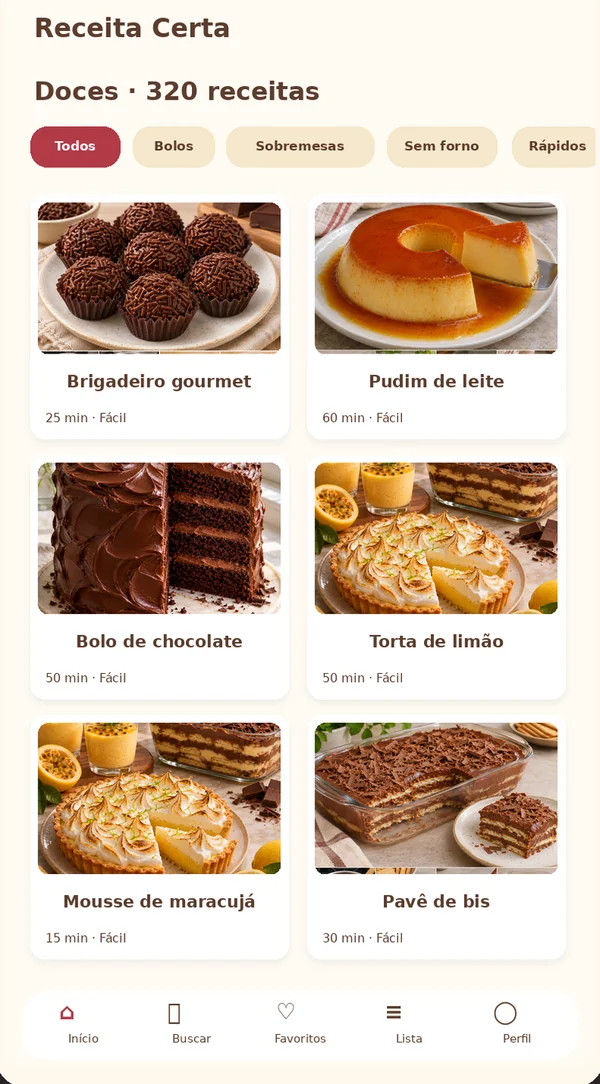 Receita Certa
Doces · 320 receitas
Todos
Bolos
Sobremesas
Sem forno
Rápidos
Brigadeiro gourmet
25 min · Fácil
Pudim de leite
60 min · Fácil
Bolo de chocolate
50 min · Fácil
Torta de limão
50 min · Fácil
Mousse de maracujá
15 min · Fácil
Pavê de bis
30 min · Fácil
Início
Buscar
Favoritos
Lista
Perfil